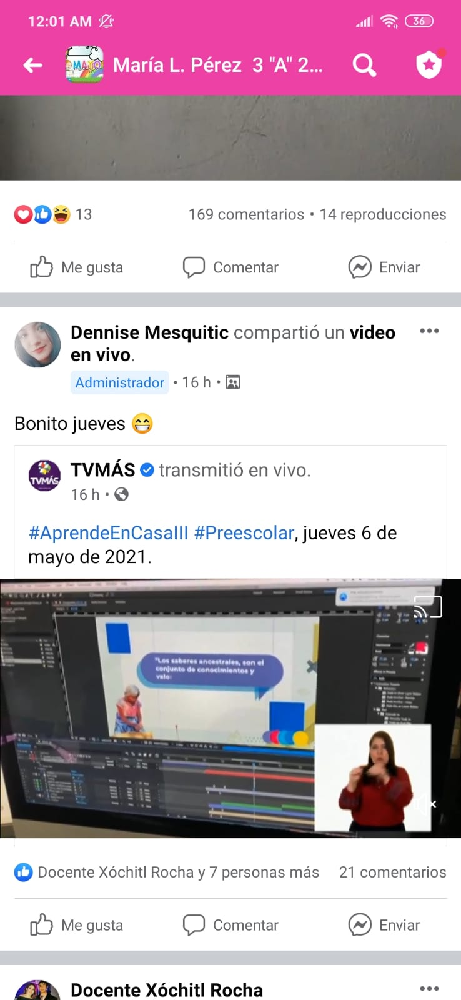 12:01 AM 36
MAYO
María L. Pérez 3 "A" 2...
13 169 comentarios • 14 reproducciones
Me gusta Comentar Enviar
Dennise Mesquitic compartió un video
en vivo.
Administrador • 16 h •
Bonito jueves 😁
TVMÁS
TVMÁS transmitió en vivo.
16 h •
#AprendeEnCasaIII #Preescolar, jueves 6 de
mayo de 2021.
"Los saberes ancestrales, son el
conjunto de conocimientos y
valo
Docente Xóchitl Rocha y 7 personas más 21 comentarios
Me gusta Comentar Enviar
Docente Xóchitl Rocha